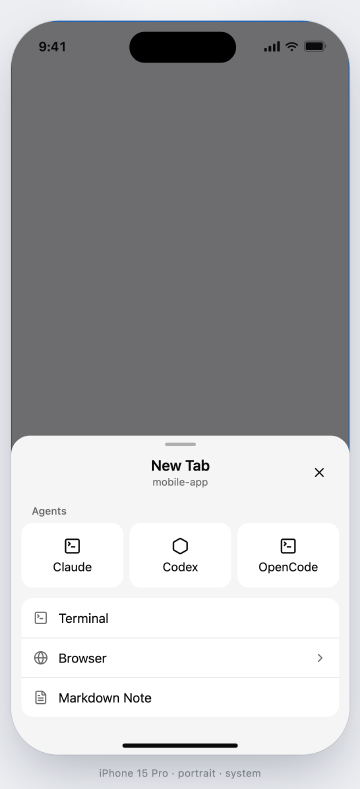 9:41
New Tab
mobile-app
Agents
Claude
Codex
OpenCode
Terminal
Browser
Markdown Note
iPhone 15 Pro · portrait · system